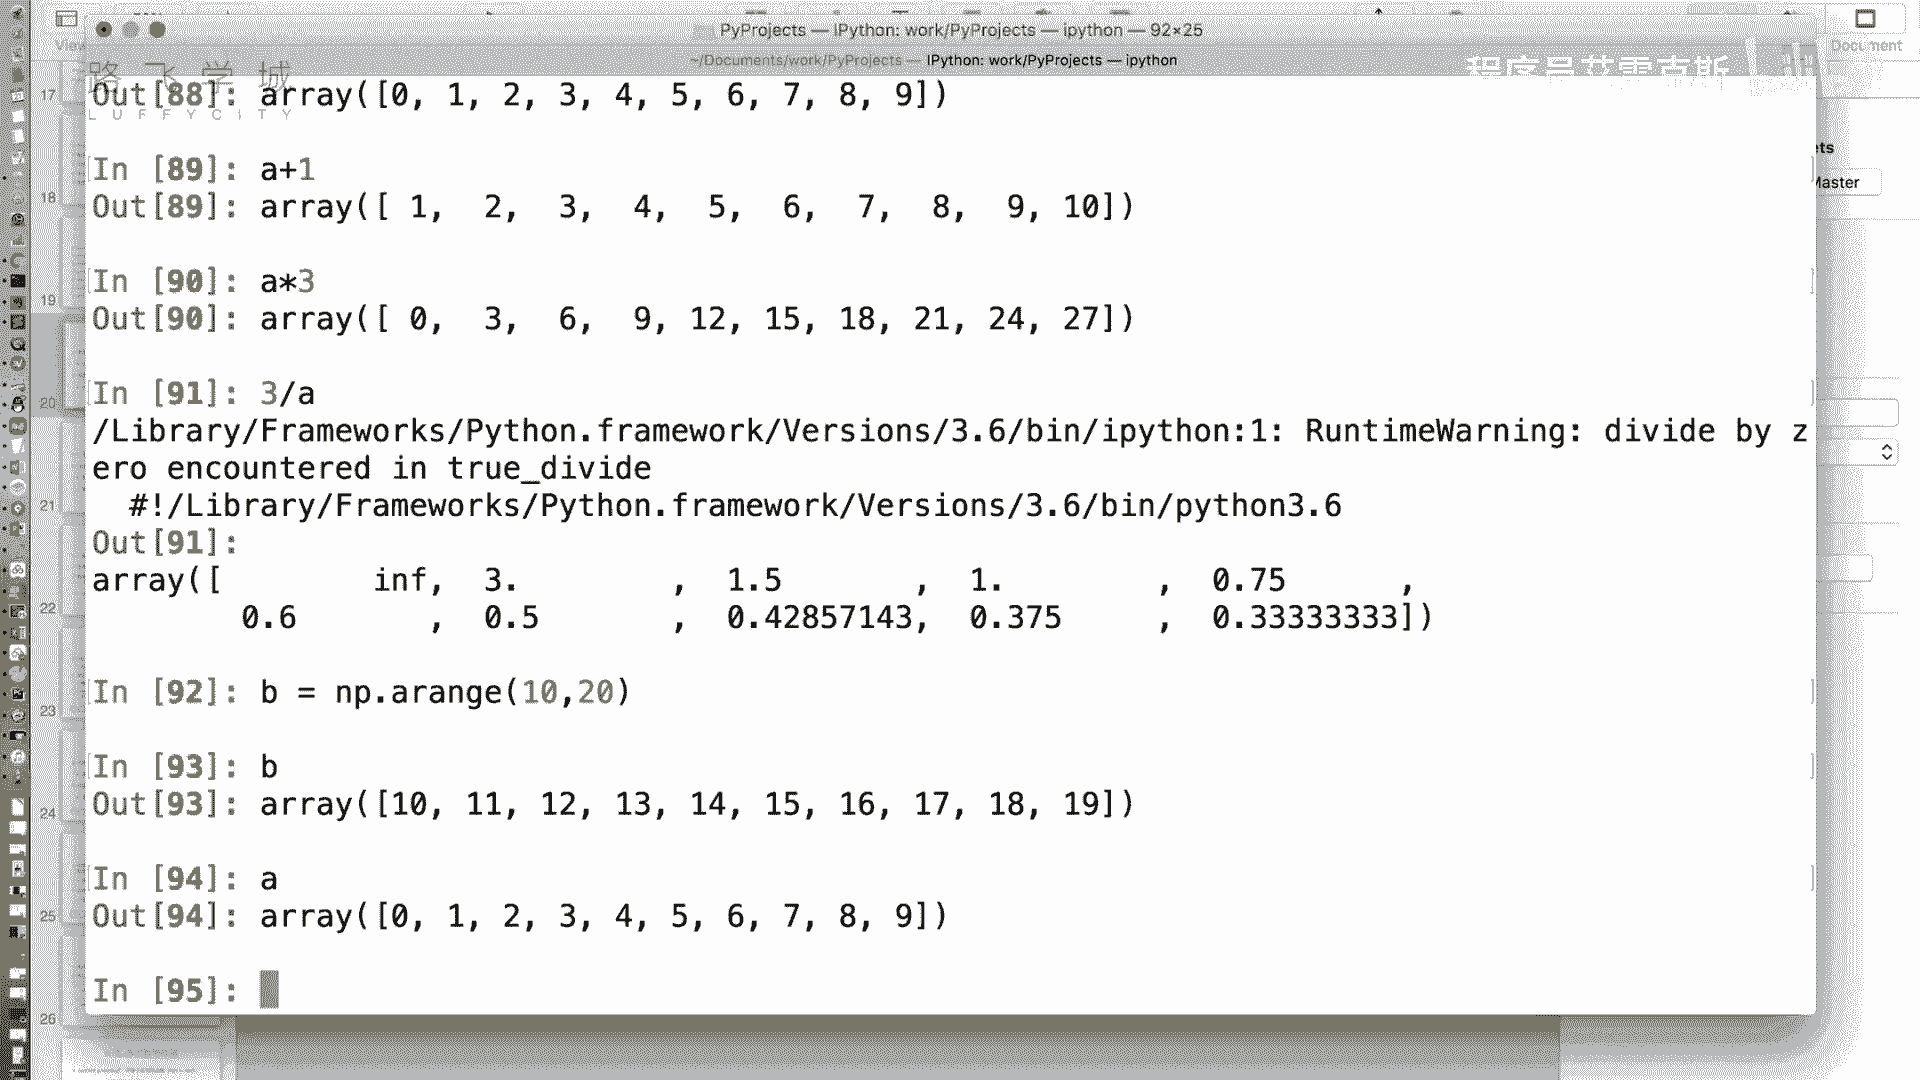 PyProjects — IPython: work/PyProjects — ipython — 92×25
Document
~/Documents/work/PyProjects — IPython: work/PyProjects — ipython
路飞学城
LUFFYCITY
程序员艾雷克斯
Out[88]: array([0, 1, 2, 3, 4, 5, 6, 7, 8, 9])
In [89]: a+1
Out[89]: array([ 1,  2,  3,  4,  5,  6,  7,  8,  9, 10])
In [90]: a*3
Out[90]: array([ 0,  3,  6,  9, 12, 15, 18, 21, 24, 27])
In [91]: 3/a
/Library/Frameworks/Python.framework/Versions/3.6/bin/ipython:1: RuntimeWarning: divide by z
ero encountered in true_divide
  #!/Library/Frameworks/Python.framework/Versions/3.6/bin/python3.6
Out[91]:
array([        inf,  3.        ,  1.5       ,  1.        ,  0.75      ,
        0.6       ,  0.5       ,  0.42857143,  0.375     ,  0.33333333])
In [92]: b = np.arange(10,20)
In [93]: b
Out[93]: array([10, 11, 12, 13, 14, 15, 16, 17, 18, 19])
In [94]: a
Out[94]: array([0, 1, 2, 3, 4, 5, 6, 7, 8, 9])
In [95]:
17
18
19
20
21
22
23
24
25
26